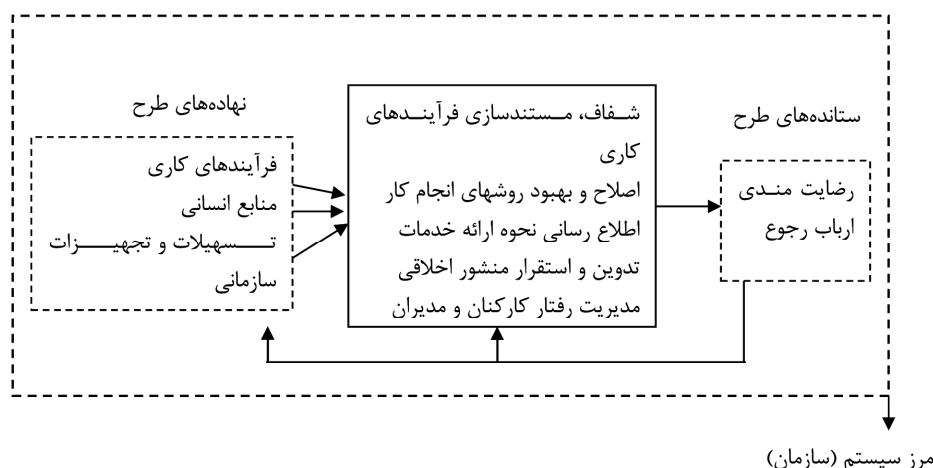 نهاده‌های طرح
فرآیندهای کاری
منابع انسانی
تسهیلات و تجهیزات
سازمانی
شفاف، مستندسازی فرآیندهای
کاری
اصلاح و بهبود روشهای انجام کار
اطلاع رسانی نحوه ارائه خدمات
تدوین و استقرار منشور اخلاقی
مدیریت رفتار کارکنان و مدیران
ستانده‌های طرح
رضایت مندی
ارباب رجوع
مرز سیستم (سازمان)